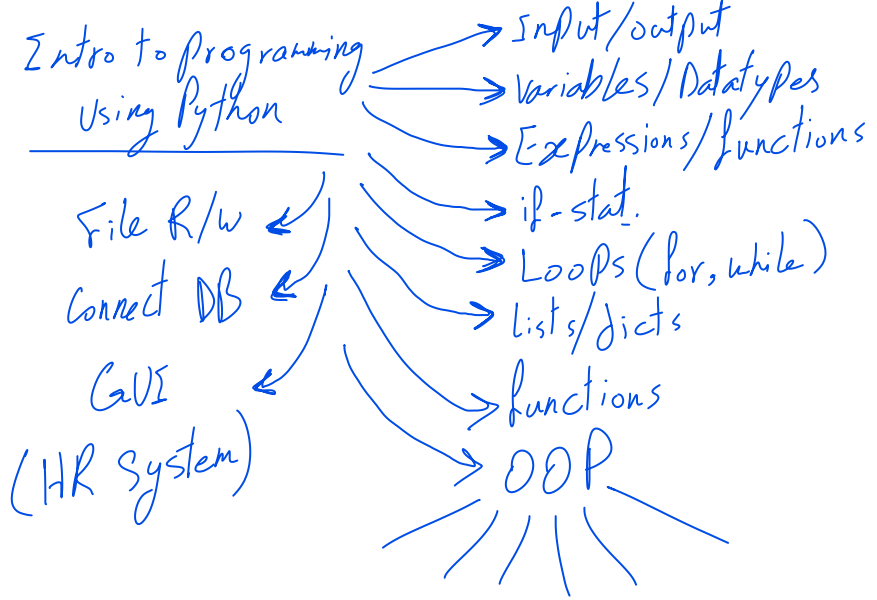 Intro to programming
Using Python
Input/output
Variables/Datatypes
Expressions/functions
if-stat.
Loops (for, while)
Lists/dicts
functions
OOP
File R/W
Connect DB
GUI
(HR System)